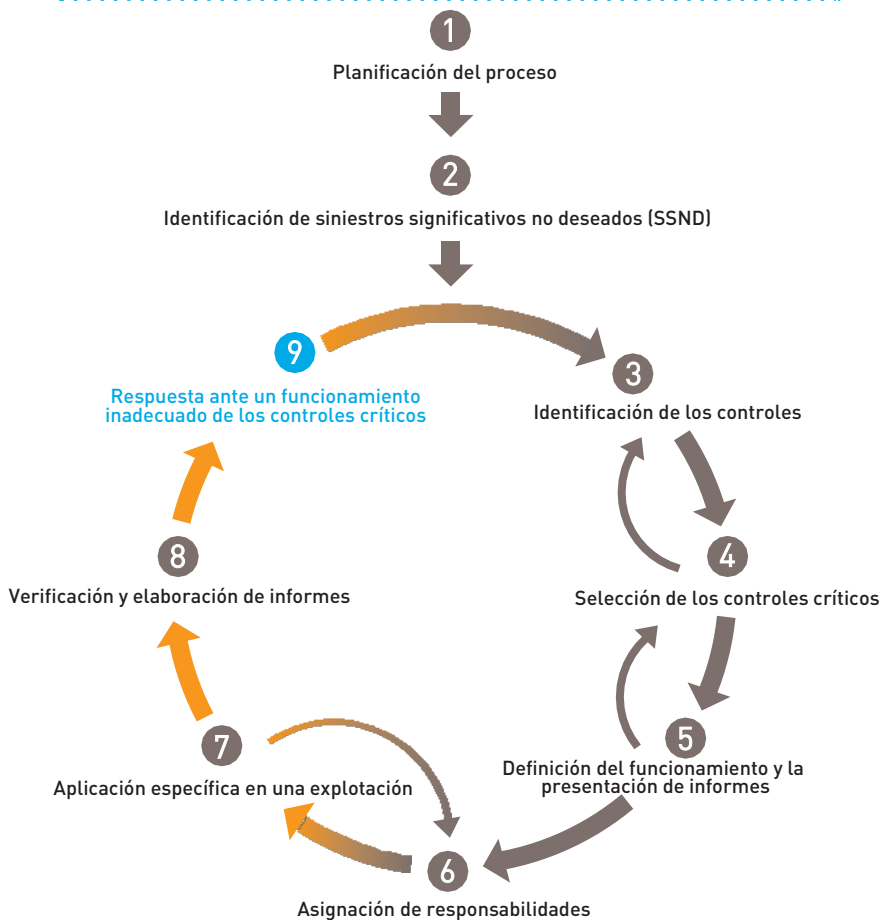 1
Planificación del proceso
2
Identificación de siniestros significativos no deseados (SSND)
3
Identificación de los controles
4
Selección de los controles críticos
5
Definición del funcionamiento y la
presentación de informes
6
Asignación de responsabilidades
7
Aplicación específica en una explotación
8
Verificación y elaboración de informes
9
Respuesta ante un funcionamiento
inadecuado de los controles críticos